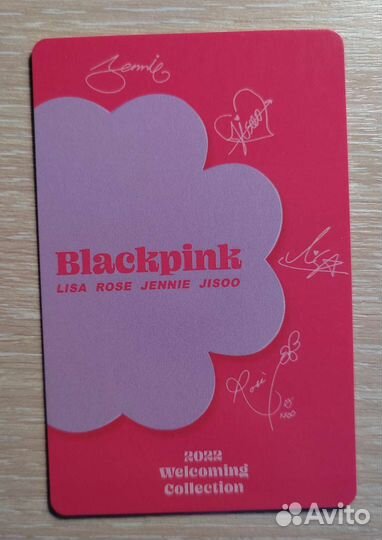 Jennie
Jisoo
Lisa
Blackpink
LISA ROSE JENNIE JISOO
Rosé
2022
Welcoming
Collection
Avito